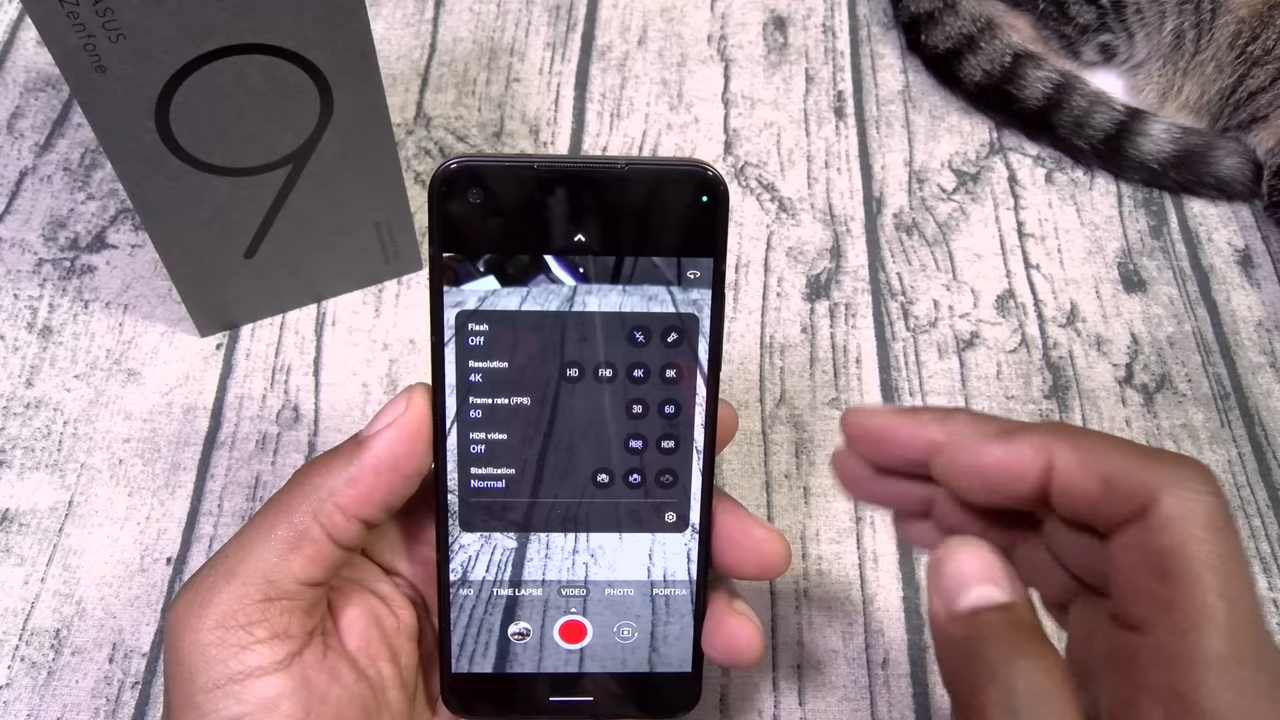 ASUS
Zenfone
9
Flash
Off
Resolution
4K
HD FHD 4K 8K
Frame rate (FPS)
60
30 60
HDR video
Off
HDR HDR
Stabilization
Normal
MO TIME LAPSE VIDEO PHOTO PORTRA